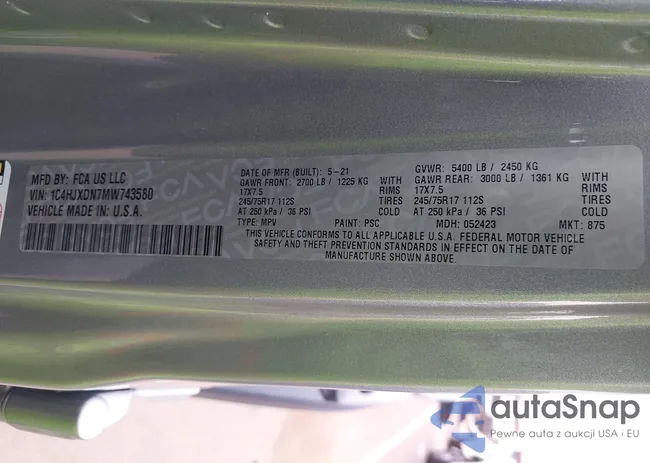 MFD BY: FCA US LLC
VIN: 1C4HJXDN7MW743580
VEHICLE MADE IN U.S.A.
DATE OF MFR (BUILT): 5-21
GAWR FRONT: 2700 LB / 1225 KG WITH
17X7.5 RIMS
245/75R17 112S TIRES
AT 250 kPa / 36 PSI COLD
TYPE: MPV PAINT: PSC
GVWR: 5400 LB / 2450 KG
GAWR REAR: 3000 LB / 1361 KG WITH
17X7.5 RIMS
245/75R17 112S TIRES
AT 250 kPa / 36 PSI COLD
MDH: 052423 MKT: 875
THIS VEHICLE CONFORMS TO ALL APPLICABLE U.S.A. FEDERAL MOTOR VEHICLE
SAFETY AND THEFT PREVENTION STANDARDS IN EFFECT ON THE DATE OF
MANUFACTURE SHOWN ABOVE.
autaSnap
Pewne auta z aukcji USA i EU